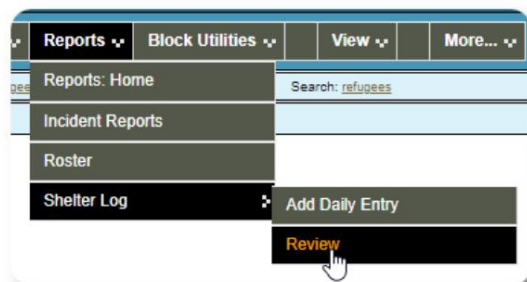 Reports Block Utilities View More...
Reports: Home
Search: refugees
Incident Reports
Roster
Shelter Log
Add Daily Entry
Review